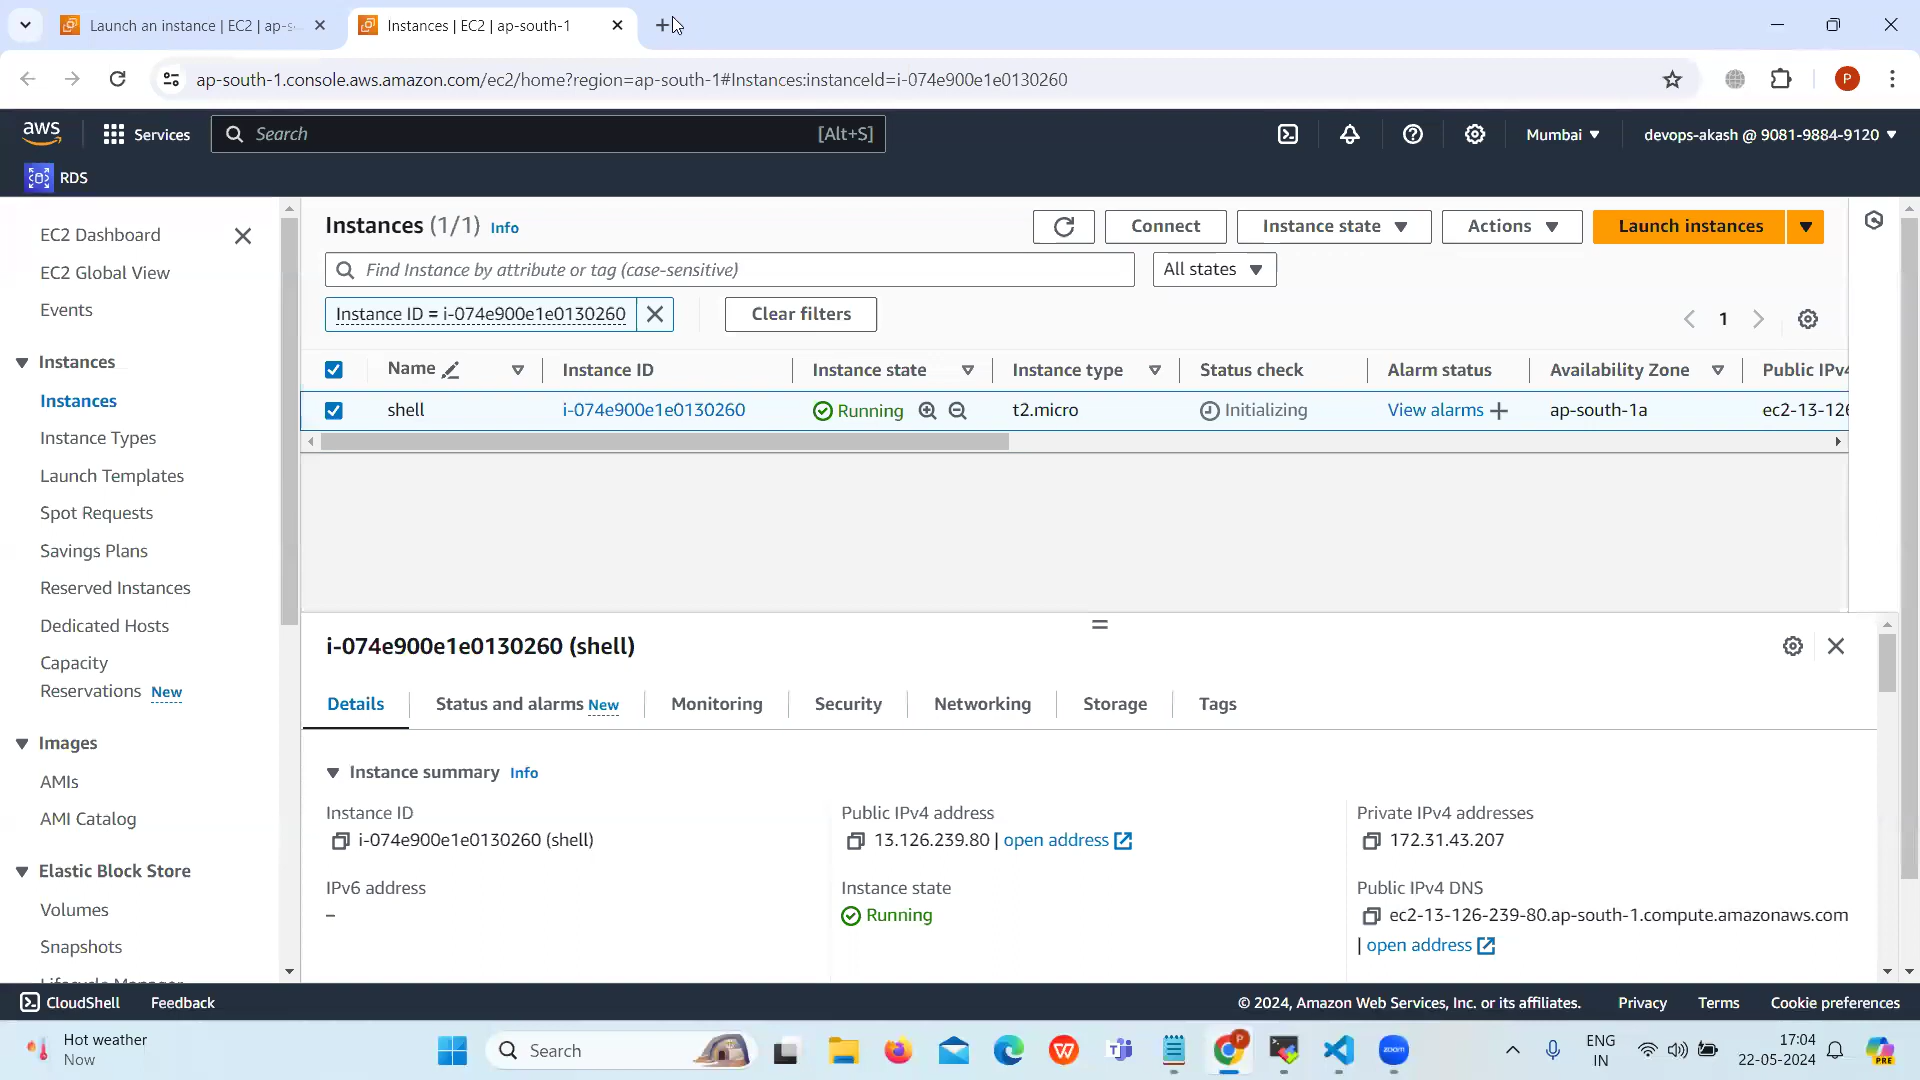 Launch an instance | EC2 | ap-s
Instances | EC2 | ap-south-1
ap-south-1.console.aws.amazon.com/ec2/home?region=ap-south-1#Instances:instanceId=i-074e900e1e0130260
P
aws
Services
Search
[Alt+S]
Mumbai
devops-akash @ 9081-9884-9120
RDS
EC2 Dashboard
EC2 Global View
Events
Instances
Instances
Instance Types
Launch Templates
Spot Requests
Savings Plans
Reserved Instances
Dedicated Hosts
Capacity
Reservations New
Images
AMIs
AMI Catalog
Elastic Block Store
Volumes
Snapshots
Lifecycle Manager
Instances (1/1) Info
Connect
Instance state
Actions
Launch instances
Find Instance by attribute or tag (case-sensitive)
All states
Instance ID = i-074e900e1e0130260
Clear filters
1
Name
Instance ID
Instance state
Instance type
Status check
Alarm status
Availability Zone
Public IPv4
shell
i-074e900e1e0130260
Running
t2.micro
Initializing
View alarms
ap-south-1a
ec2-13-126
i-074e900e1e0130260 (shell)
Details
Status and alarms New
Monitoring
Security
Networking
Storage
Tags
Instance summary Info
Instance ID
i-074e900e1e0130260 (shell)
Public IPv4 address
13.126.239.80 | open address
Private IPv4 addresses
172.31.43.207
IPv6 address
–
Instance state
Running
Public IPv4 DNS
ec2-13-126-239-80.ap-south-1.compute.amazonaws.com
| open address
CloudShell
Feedback
© 2024, Amazon Web Services, Inc. or its affiliates.
Privacy
Terms
Cookie preferences
Hot weather
Now
Search
zoom
PRE
ENG
IN
17:04
22-05-2024